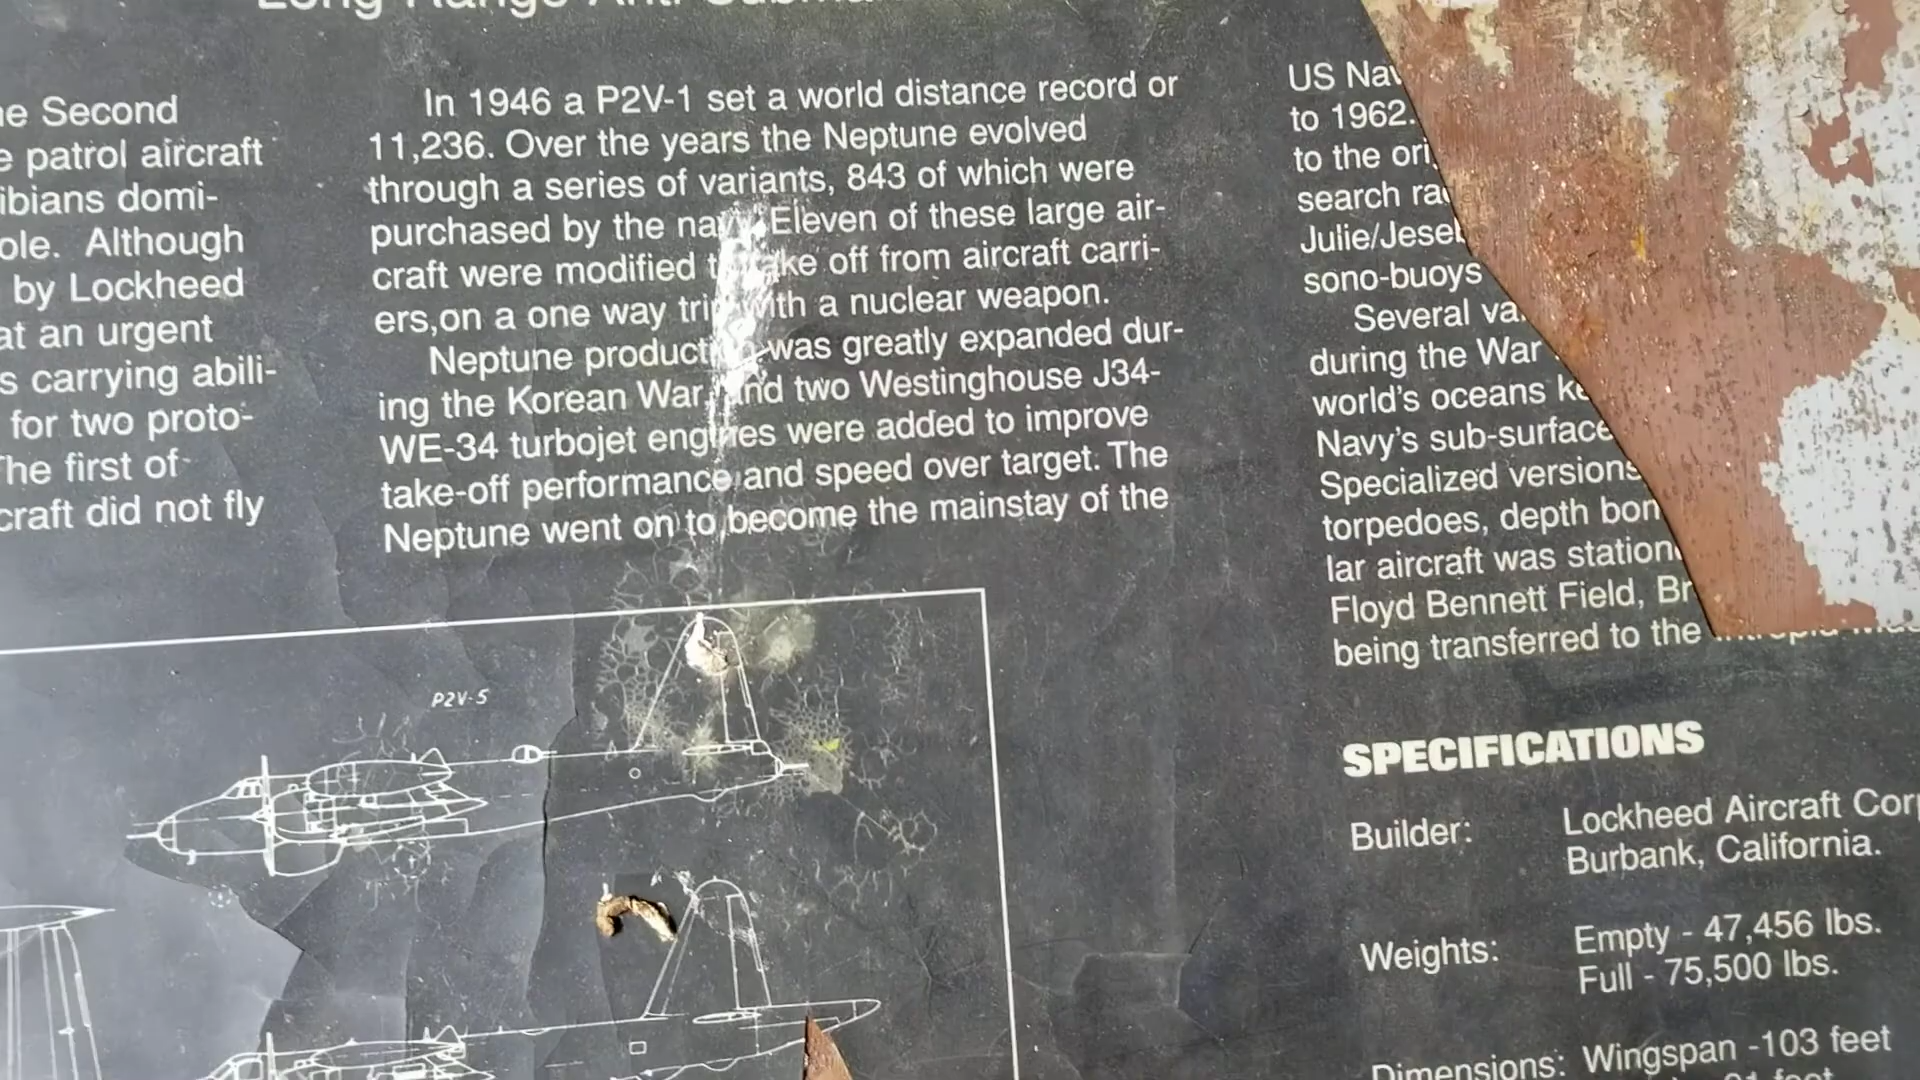 Long Range Anti-Subma
he Second
e patrol aircraft
ibians domi-
ole. Although
by Lockheed
at an urgent
s carrying abili-
for two proto-
The first of
craft did not fly
In 1946 a P2V-1 set a world distance record or
11,236. Over the years the Neptune evolved
through a series of variants, 843 of which were
purchased by the navy. Eleven of these large air-
craft were modified to take off from aircraft carri-
ers,on a one way trip with a nuclear weapon.
Neptune production was greatly expanded dur-
ing the Korean War, and two Westinghouse J34-
WE-34 turbojet engines were added to improve
take-off performance and speed over target. The
Neptune went on to become the mainstay of the
US Nav
to 1962.
to the ori
search ra
Julie/Jese
sono-buoys
Several va
during the War
world's oceans ke
Navy's sub-surface
Specialized versions
torpedoes, depth bom
lar aircraft was station
Floyd Bennett Field, Br
being transferred to the
P2V-5
SPECIFICATIONS
Builder: Lockheed Aircraft Cor
Burbank, California.
Weights: Empty - 47,456 lbs.
Full - 75,500 lbs.
Dimensions: Wingspan -103 feet
feet